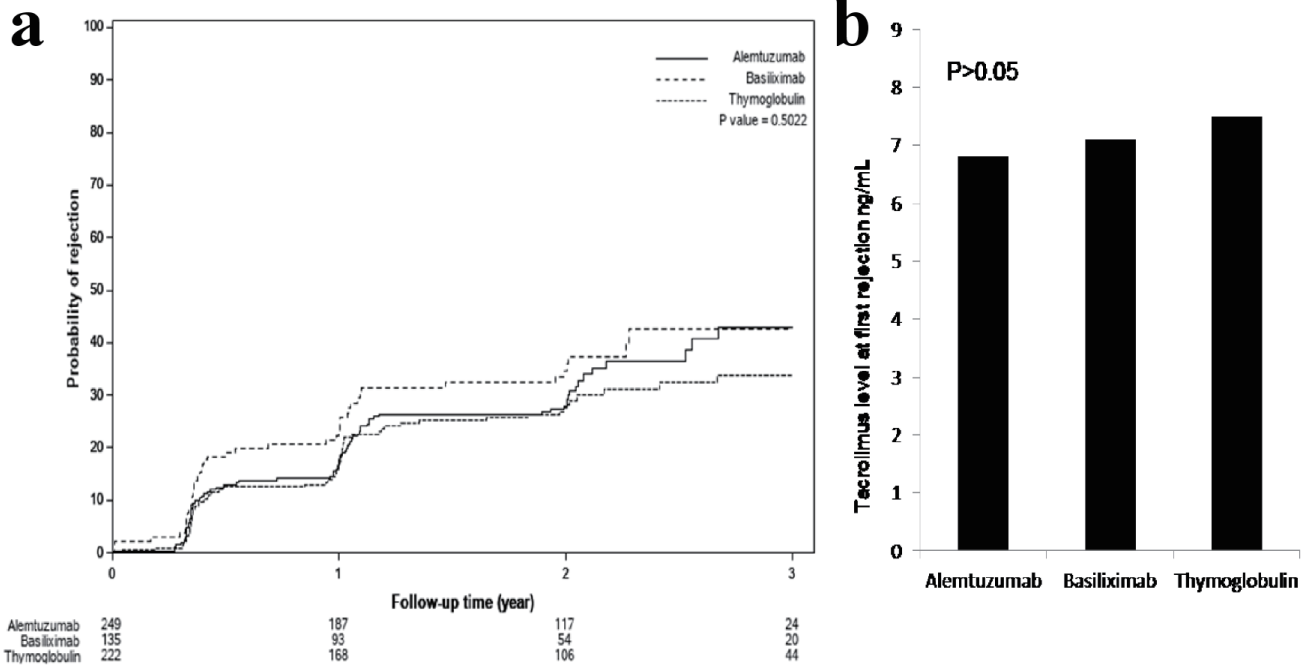 a
100
90
80
70
60
50
40
30
20
10
0
Probability of rejection
Alemtuzumab
Basiliximab
Thymoglobulin
P value = 0.5022
0 1 2 3
Follow-up time (year)
Alemtuzumab 249 187 117 24
Basiliximab 135 93 54 20
Thymoglobulin 222 168 106 44
b
P>0.05
9
8
7
6
5
4
3
2
1
0
Tacrolimus level at first rejection ng/mL
Alemtuzumab Basiliximab Thymoglobulin